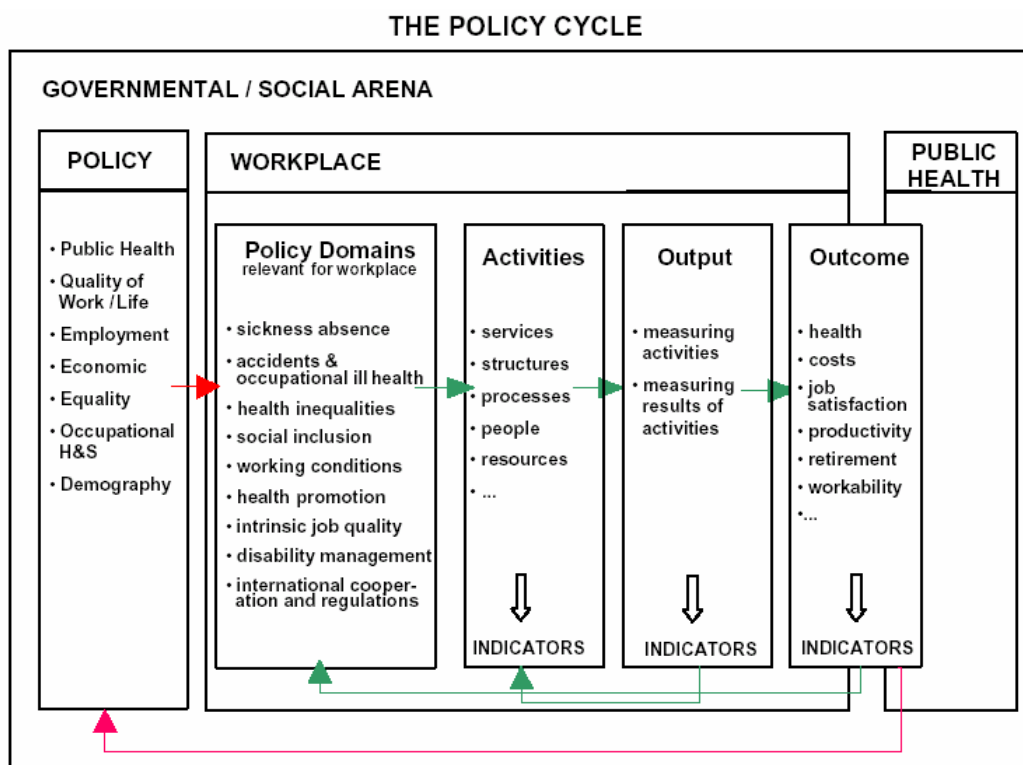 THE POLICY CYCLE
GOVERNMENTAL / SOCIAL ARENA
POLICY
• Public Health
• Quality of
Work / Life
• Employment
• Economic
• Equality
• Occupational
H&S
• Demography
WORKPLACE
Policy Domains
relevant for workplace
• sickness absence
• accidents &
occupational ill health
• health inequalities
• social inclusion
• working conditions
• health promotion
• intrinsic job quality
• disability management
• international cooper-
ation and regulations
Activities
• services
• structures
• processes
• people
• resources
• ...
INDICATORS
Output
• measuring
activities
• measuring
results of
activities
INDICATORS
Outcome
• health
• costs
• job
satisfaction
• productivity
• retirement
• workability
• ...
INDICATORS
PUBLIC
HEALTH